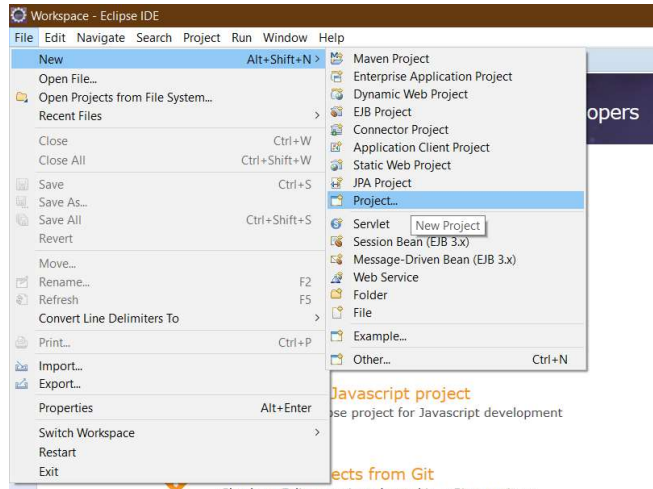 Workspace - Eclipse IDE
File Edit Navigate Search Project Run Window Help
New Alt+Shift+N >
Open File...
Open Projects from File System...
Recent Files >
Close Ctrl+W
Close All Ctrl+Shift+W
Save Ctrl+S
Save As...
Save All Ctrl+Shift+S
Revert
Move...
Rename... F2
Refresh F5
Convert Line Delimiters To >
Print... Ctrl+P
Import...
Export...
Properties Alt+Enter
Switch Workspace >
Restart
Exit
Maven Project
Enterprise Application Project
Dynamic Web Project
EJB Project
Connector Project
Application Client Project
Static Web Project
JPA Project
Project...
Servlet
New Project
Session Bean (EJB 3.x)
Message-Driven Bean (EJB 3.x)
Web Service
Folder
File
Example...
Other... Ctrl+N
opers
Javascript project
pse project for Javascript development
ects from Git